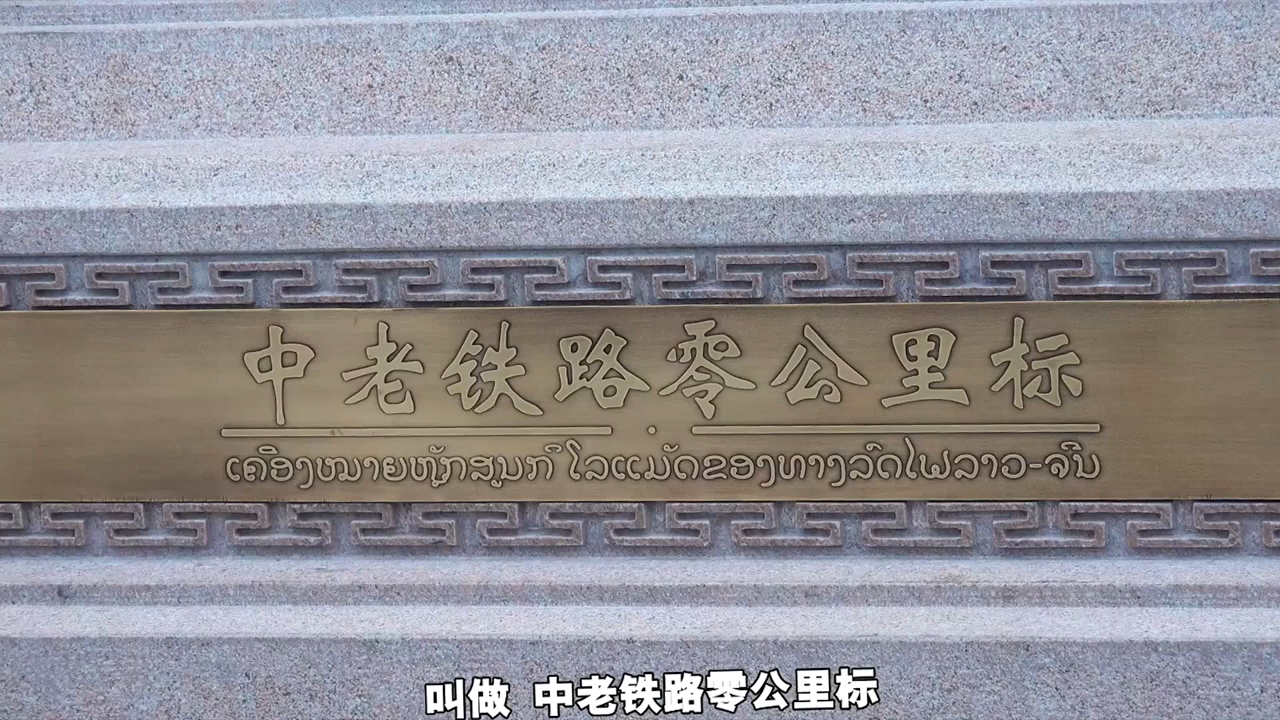 中老铁路零公里标
ເຄື່ອງໝາຍຫຼັກສູນກິໂລແມັດຂອງທາງລົດໄຟລາວ-ຈີນ
叫做 中老铁路零公里标